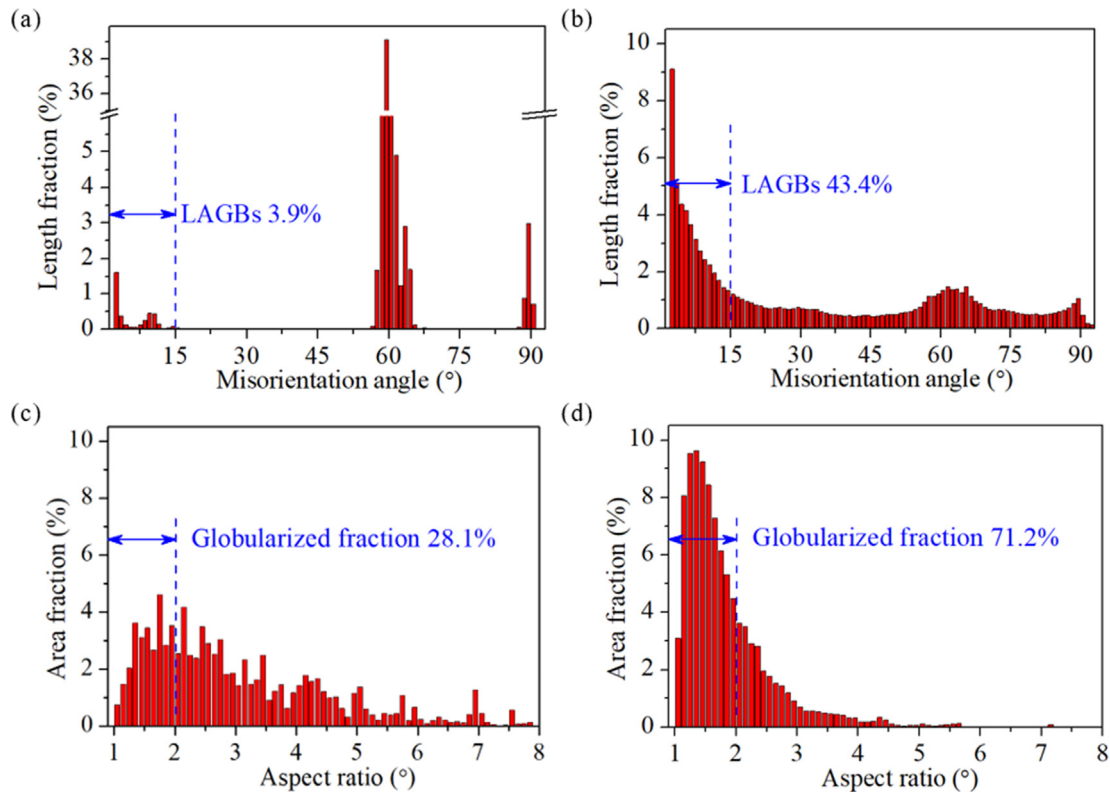 (a)
38
37
38
36
5
4
3
2
1
0
Length fraction (%)
LAGBs 3.9%
15 30 45 60 75 90
Misorientation angle (°)
(b)
10
8
6
4
2
0
Length fraction (%)
LAGBs 43.4%
15 30 45 60 75 90
Misorientation angle (°)
(c)
10
8
6
4
2
0
Area fraction (%)
Globularized fraction 28.1%
1 2 3 4 5 6 7 8
Aspect ratio (°)
(d)
10
8
6
4
2
0
Area fraction (%)
Globularized fraction 71.2%
1 2 3 4 5 6 7 8
Aspect ratio (°)